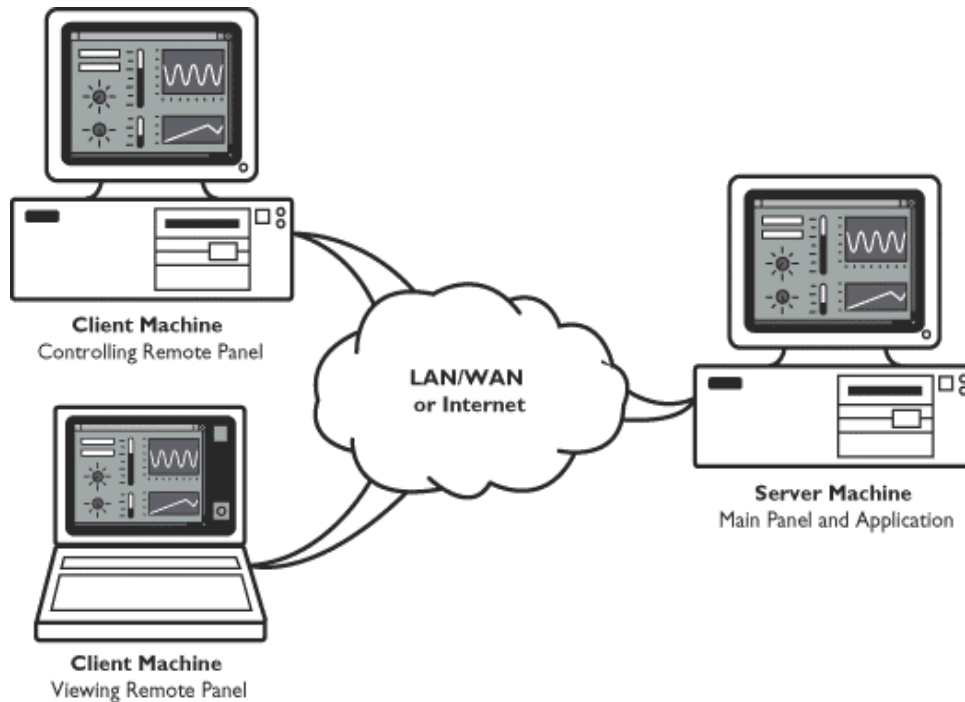 Client Machine
Controlling Remote Panel
LAN/WAN
or Internet
Server Machine
Main Panel and Application
Client Machine
Viewing Remote Panel